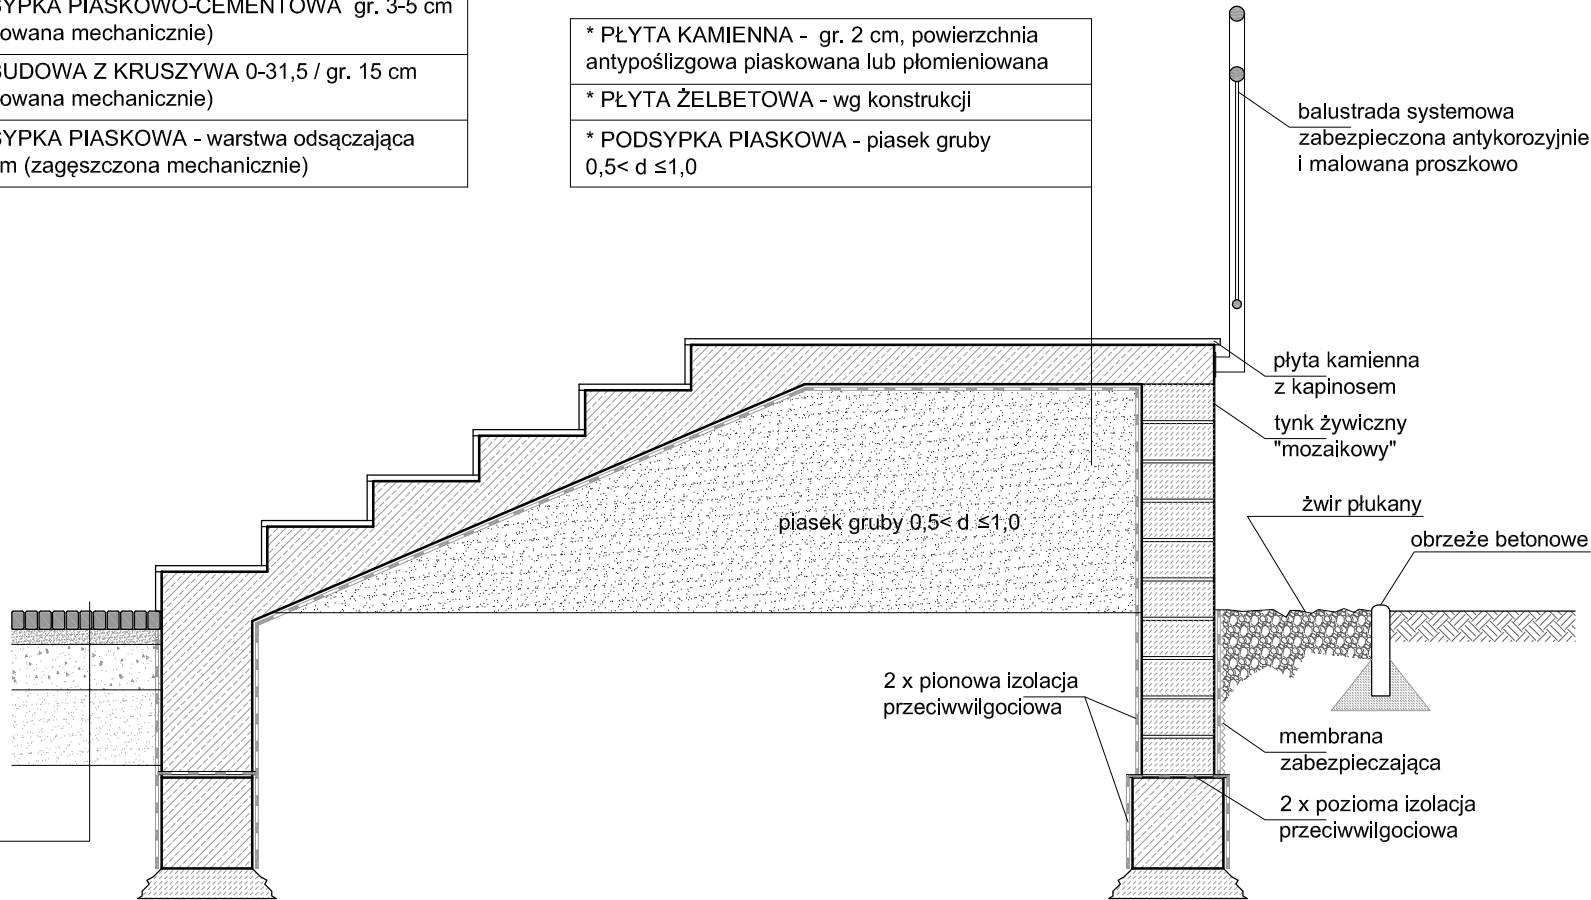 SYPKA PIASKOWO-CEMENTOWA gr. 3-5 cm
owana mechanicznie)
BUDOWA Z KRUSZYWA 0-31,5 / gr. 15 cm
owana mechanicznie)
SYPKA PIASKOWA - warstwa odsączająca
m (zagęszczona mechanicznie)
* PŁYTA KAMIENNA - gr. 2 cm, powierzchnia
antypoślizgowa piaskowana lub płomieniowana
* PŁYTA ŻELBETOWA - wg konstrukcji
* PODSYPKA PIASKOWA - piasek gruby
0,5< d ≤1,0
balustrada systemowa
zabezpieczona antykorozyjnie
i malowana proszkowo
płyta kamienna
z kapinosem
tynk żywiczny
"mozaikowy"
żwir płukany
obrzeże betonowe
piasek gruby 0,5< d ≤1,0
2 x pionowa izolacja
przeciwwilgociowa
membrana
zabezpieczająca
2 x pozioma izolacja
przeciwwilgociowa